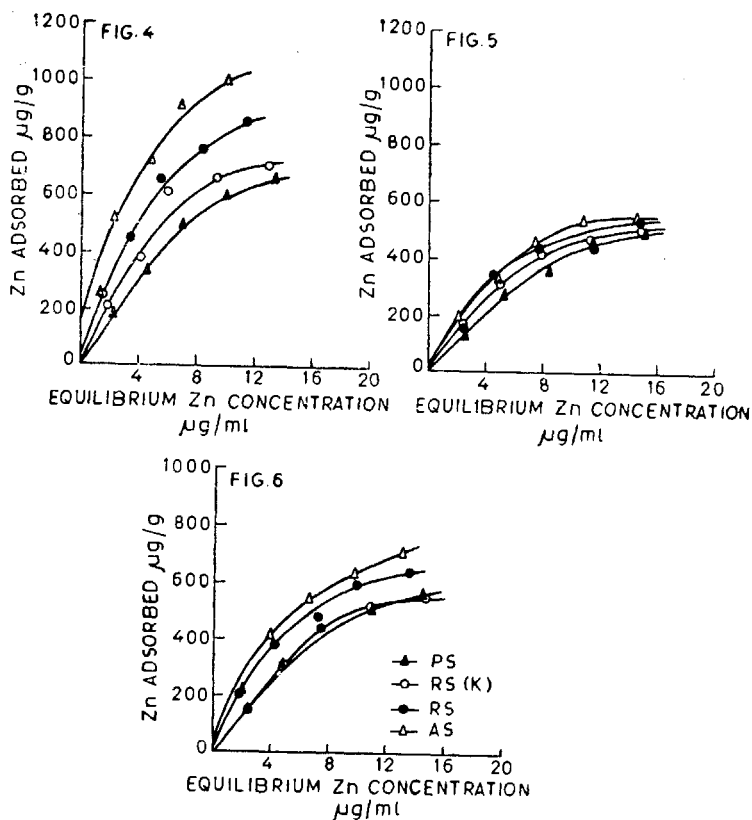 FIG.4
1200
1000
800
600
400
200
0
4
8
12
16
20
Zn ADSORBED µg/g
EQUILIBRIUM Zn CONCENTRATION
µg/ml
FIG.5
1200
1000
800
600
400
200
0
4
8
12
16
20
Zn ADSORBED µg/g
EQUILIBRIUM Zn CONCENTRATION
µg/ml
FIG.6
1000
800
600
400
200
0
4
8
12
16
20
Zn ADSORBED µg/g
EQUILIBRIUM Zn CONCENTRATION
µg/ml
PS
RS (K)
RS
AS